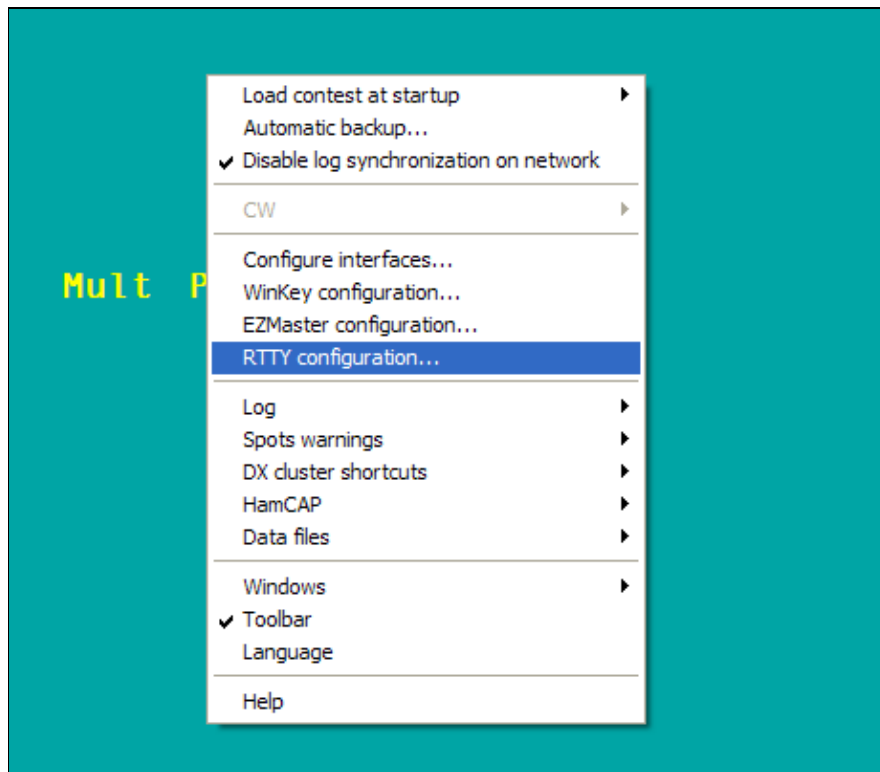 Load contest at startup
Automatic backup...
Disable log synchronization on network
CW
Configure interfaces...
Mult P
WinKey configuration...
EZMaster configuration...
RTTY configuration...
Log
Spots warnings
DX cluster shortcuts
HamCAP
Data files
Windows
Toolbar
Language
Help